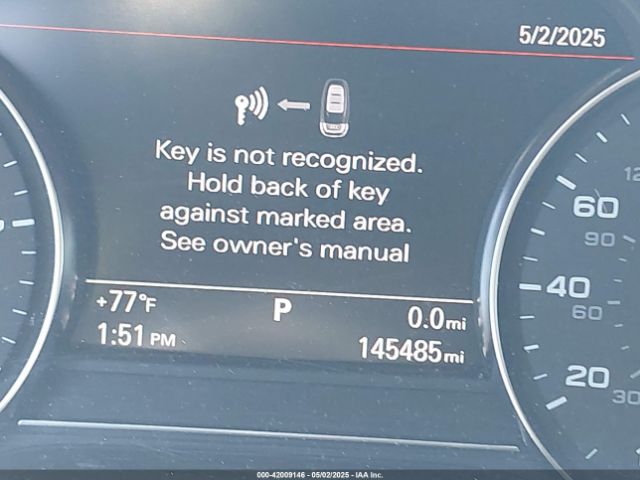 5/2/2025
Key is not recognized.
Hold back of key
against marked area.
See owner's manual
+77°F
P
0.0mi
1:51 PM
145485mi
60
90
40
60
20
30
000-42009146 - 05/02/2025 - IAA Inc.